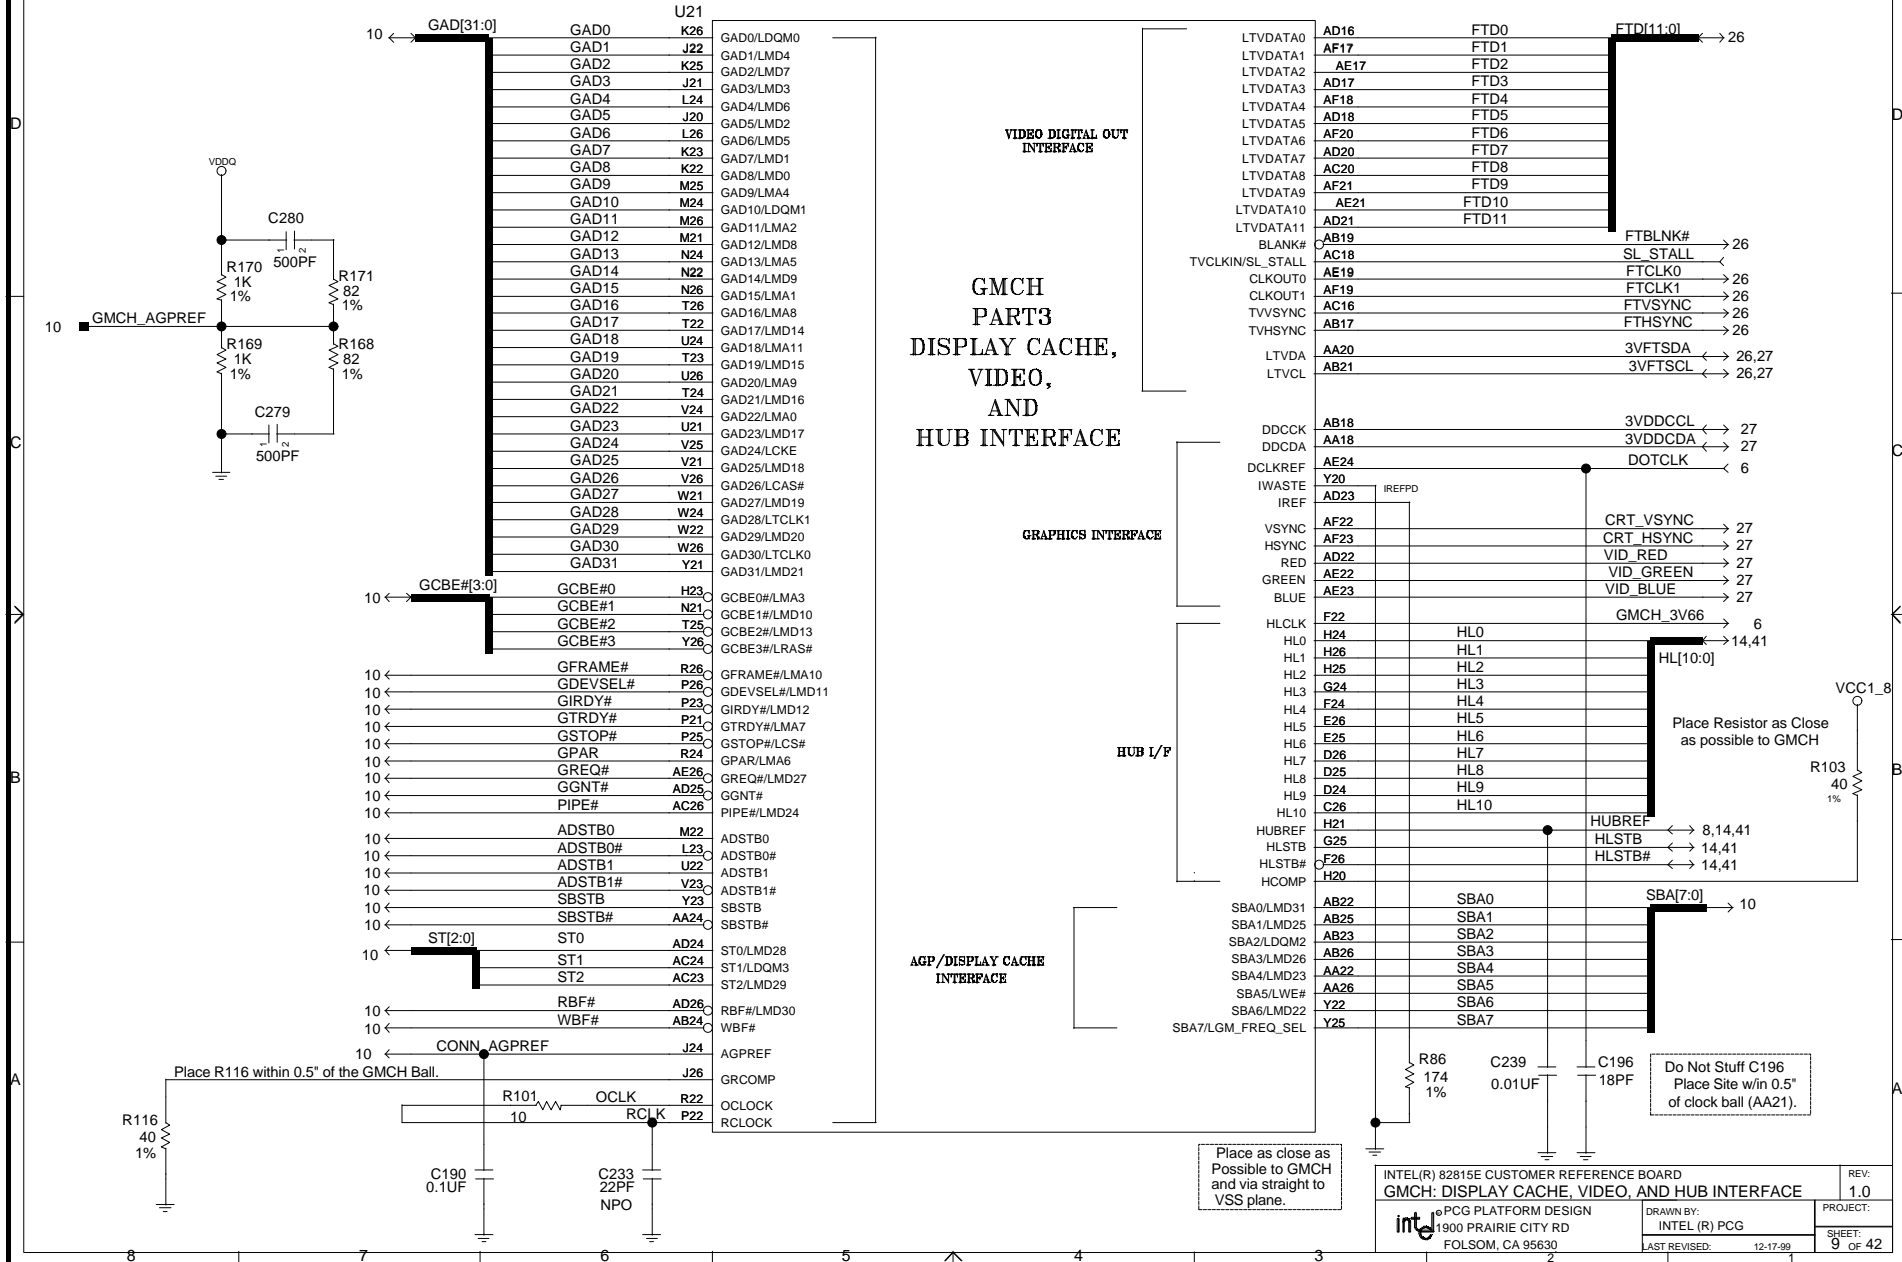 U21
10 GAD[31:0]
GAD0 K26 GAD0/LDQM0
GAD1 J22 GAD1/LMD4
GAD2 K25 GAD2/LMD7
GAD3 J21 GAD3/LMD3
GAD4 L24 GAD4/LMD6
GAD5 J20 GAD5/LMD2
GAD6 L26 GAD6/LMD5
GAD7 K23 GAD7/LMD1
GAD8 K22 GAD8/LMD0
GAD9 M25 GAD9/LMA4
GAD10 M24 GAD10/LDQM1
GAD11 M26 GAD11/LMA2
GAD12 M21 GAD12/LMD8
GAD13 N24 GAD13/LMA5
GAD14 N22 GAD14/LMD9
GAD15 N26 GAD15/LMA1
GAD16 T26 GAD16/LMA8
GAD17 T22 GAD17/LMD14
GAD18 U24 GAD18/LMA11
GAD19 T23 GAD19/LMD15
GAD20 U26 GAD20/LMA9
GAD21 T24 GAD21/LMD16
GAD22 V24 GAD22/LMA0
GAD23 U21 GAD23/LMD17
GAD24 V25 GAD24/LCKE
GAD25 V21 GAD25/LMD18
GAD26 V26 GAD26/LCAS#
GAD27 W21 GAD27/LMD19
GAD28 W24 GAD28/LTCLK1
GAD29 W22 GAD29/LMD20
GAD30 W26 GAD30/LTCLK0
GAD31 Y21 GAD31/LMD21
10 GCBE#[3:0]
GCBE#0 H23 GCBE0#/LMA3
GCBE#1 N21 GCBE1#/LMD10
GCBE#2 T25 GCBE2#/LMD13
GCBE#3 Y26 GCBE3#/LRAS#
10 GFRAME# R26 GFRAME#/LMA10
10 GDEVSEL# P26 GDEVSEL#/LMD11
10 GIRDY# P23 GIRDY#/LMD12
10 GTRDY# P21 GTRDY#/LMA7
10 GSTOP# P25 GSTOP#/LCS#
10 GPAR R24 GPAR/LMA6
10 GREQ# AE26 GREQ#/LMD27
10 GGNT# AD25 GGNT#
10 PIPE# AC26 PIPE#/LMD24
10 ADSTB0 M22 ADSTB0
10 ADSTB0# L23 ADSTB0#
10 ADSTB1 U22 ADSTB1
10 ADSTB1# V23 ADSTB1#
10 SBSTB Y23 SBSTB
10 SBSTB# AA24 SBSTB#
10 ST[2:0]
ST0 AD24 ST0/LMD28
ST1 AC24 ST1/LDQM3
ST2 AC23 ST2/LMD29
10 RBF# AD26 RBF#/LMD30
10 WBF# AB24 WBF#
10 CONN_AGPREF J24 AGPREF
Place R116 within 0.5" of the GMCH Ball. J26 GRCOMP
R101 10 OCLK R22 OCLOCK
RCLK P22 RCLOCK
R116
40
1%
C190
0.1UF
C233
22PF
NPO
VDDQ
C280
1 2
500PF
R170
1K
1%
R171
82
1%
10 GMCH_AGPREF
R169
1K
1%
R168
82
1%
C279
1 2
500PF
GMCH
PART3
DISPLAY CACHE,
VIDEO,
AND
HUB INTERFACE
VIDEO DIGITAL OUT
INTERFACE
GRAPHICS INTERFACE
HUB I/F
AGP/DISPLAY CACHE
INTERFACE
FTD[11:0] 26
LTVDATA0 AD16 FTD0
LTVDATA1 AF17 FTD1
LTVDATA2 AE17 FTD2
LTVDATA3 AD17 FTD3
LTVDATA4 AF18 FTD4
LTVDATA5 AD18 FTD5
LTVDATA6 AF20 FTD6
LTVDATA7 AD20 FTD7
LTVDATA8 AC20 FTD8
LTVDATA9 AF21 FTD9
LTVDATA10 AE21 FTD10
LTVDATA11 AD21 FTD11
BLANK# AB19 FTBLNK# 26
TVCLKIN/SL_STALL AC18 SL_STALL
CLKOUT0 AE19 FTCLK0 26
CLKOUT1 AF19 FTCLK1 26
TVVSYNC AC16 FTVSYNC 26
TVHSYNC AB17 FTHSYNC 26
LTVDA AA20 3VFTSDA 26,27
LTVCL AB21 3VFTSCL 26,27
DDCCK AB18 3VDDCCL 27
DDCDA AA18 3VDDCDA 27
DCLKREF AE24 DOTCLK 6
IWASTE Y20
IREF AD23 IREFPD
VSYNC AF22 CRT_VSYNC 27
HSYNC AF23 CRT_HSYNC 27
RED AD22 VID_RED 27
GREEN AE22 VID_GREEN 27
BLUE AE23 VID_BLUE 27
HLCLK F22 GMCH_3V66 6
HL0 H24 HL0 14,41
HL1 H26 HL1 HL[10:0]
HL2 H25 HL2
HL3 G24 HL3
HL4 F24 HL4
HL5 E26 HL5
HL6 E25 HL6
HL7 D26 HL7
HL8 D25 HL8
HL9 D24 HL9
HL10 C26 HL10
HUBREF H21 HUBREF 8,14,41
HLSTB G25 HLSTB 14,41
HLSTB# F26 HLSTB# 14,41
HCOMP H20
SBA[7:0] 10
SBA0/LMD31 AB22 SBA0
SBA1/LMD25 AB25 SBA1
SBA2/LDQM2 AB23 SBA2
SBA3/LMD26 AB26 SBA3
SBA4/LMD23 AA22 SBA4
SBA5/LWE# AA26 SBA5
SBA6/LMD22 Y22 SBA6
SBA7/LGM_FREQ_SEL Y25 SBA7
VCC1_8
Place Resistor as Close
as possible to GMCH
R103
40
1%
R86
174
1%
C239
0.01UF
C196
18PF
Do Not Stuff C196
Place Site w/in 0.5"
of clock ball (AA21).
Place as close as
Possible to GMCH
and via straight to
VSS plane.
INTEL(R) 82815E CUSTOMER REFERENCE BOARD
GMCH: DISPLAY CACHE, VIDEO, AND HUB INTERFACE
REV:
1.0
intel R PCG PLATFORM DESIGN
1900 PRAIRIE CITY RD
FOLSOM, CA 95630
DRAWN BY:
INTEL (R) PCG
LAST REVISED: 12-17-99
PROJECT:
SHEET:
9 OF 42
D D
C C
B B
A A
8 7 6 5 4 3 2 1